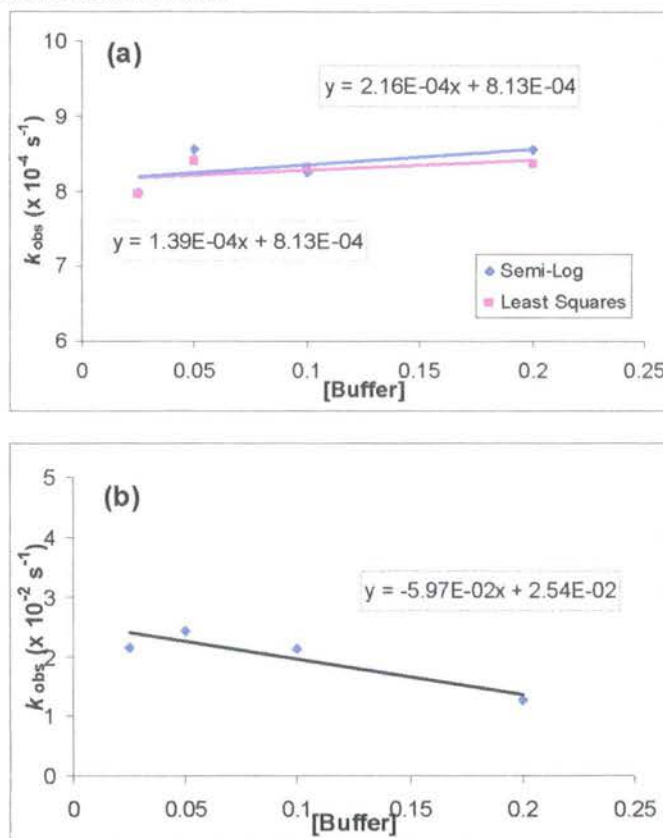 (a)
y = 2.16E-04x + 8.13E-04
y = 1.39E-04x + 8.13E-04
Semi-Log
Least Squares
k obs (x 10⁻⁴ s⁻¹)
10
9
8
7
6
0
0.05
0.1
0.15
0.2
0.25
[Buffer]
(b)
y = -5.97E-02x + 2.54E-02
k obs (x 10⁻² s⁻¹)
5
4
3
2
1
0
0
0.05
0.1
0.15
0.2
0.25
[Buffer]